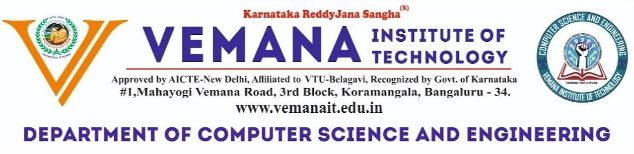 Karnataka ReddyJana Sangha(R)
VEMANA INSTITUTE OF
TECHNOLOGY
Approved by AICTE-New Delhi, Affiliated to VTU-Belagavi, Recognized by Govt. of Karnataka
#1,Mahayogi Vemana Road, 3rd Block, Koramangala, Bengaluru - 34.
www.vemanait.edu.in
COMPUTER SCIENCE AND ENGINEERING
VEMANA INSTITUTE OF TECHNOLOGY
DEPARTMENT OF COMPUTER SCIENCE AND ENGINEERING